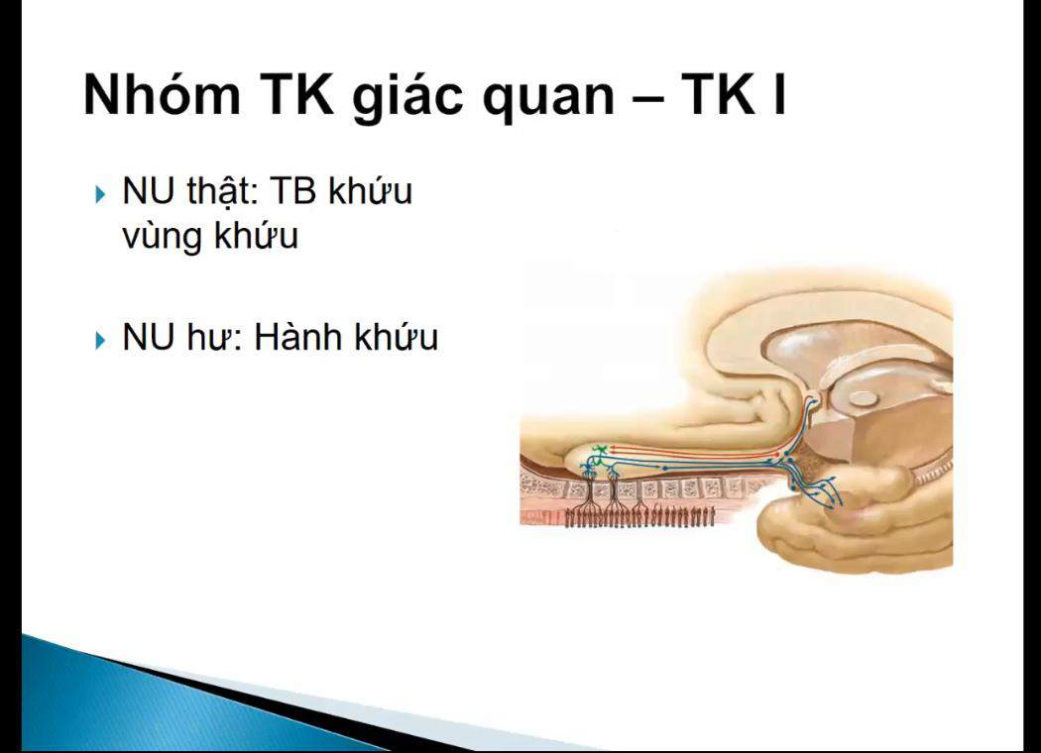 Nhóm TK giác quan – TK I
NU thật: TB khứu
vùng khứu
NU hư: Hành khứu